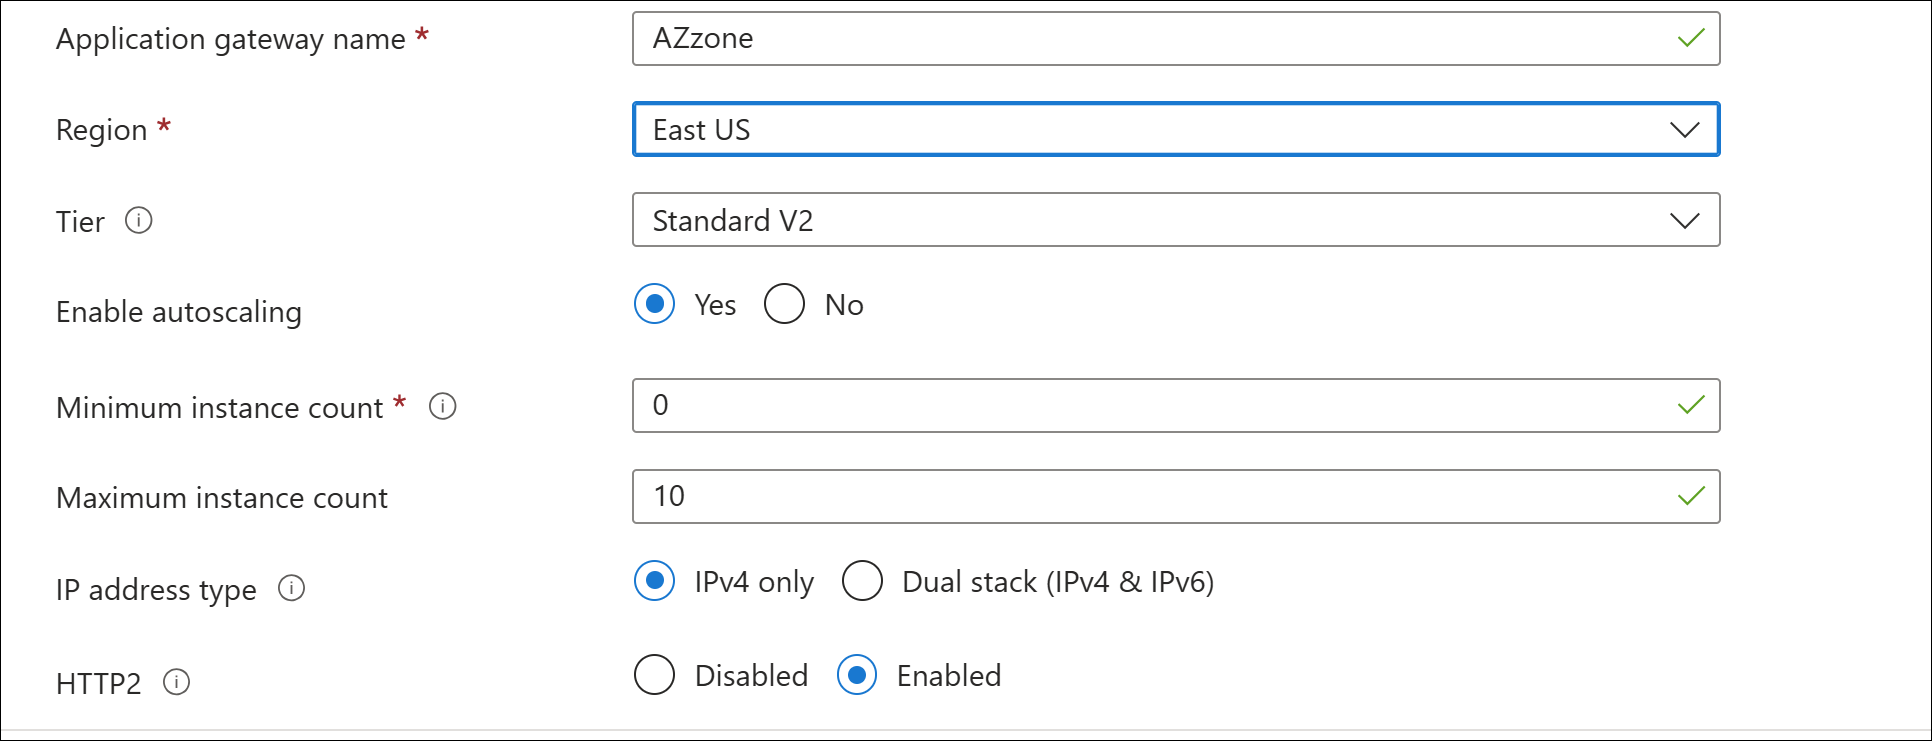 Application gateway name * AZzone
Region * East US
Tier Standard V2
Enable autoscaling Yes No
Minimum instance count * 0
Maximum instance count 10
IP address type IPv4 only Dual stack (IPv4 & IPv6)
HTTP2 Disabled Enabled